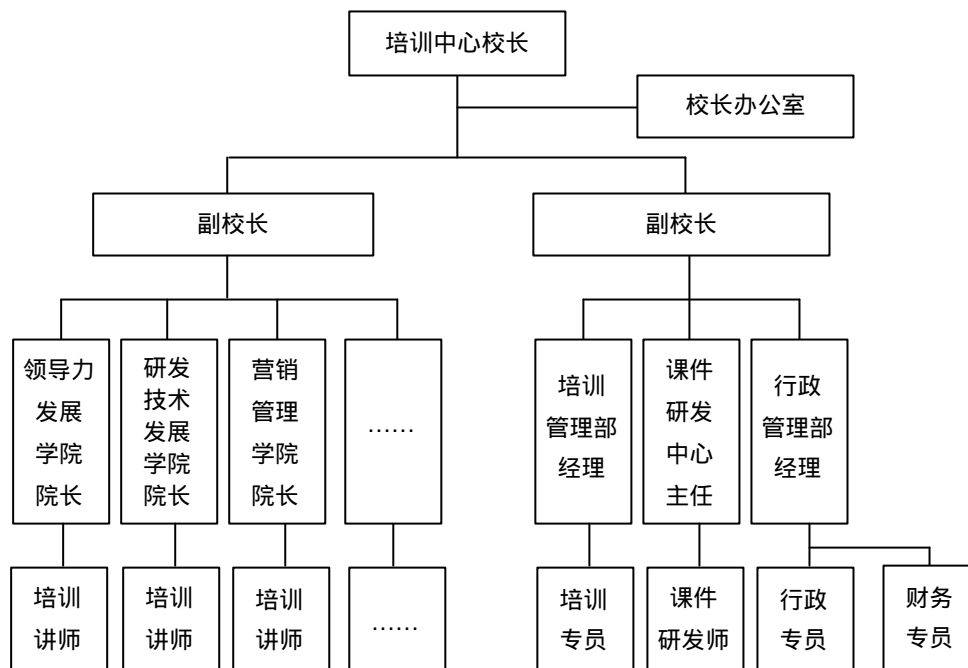 培训中心校长
校长办公室
副校长
副校长
领导力
发展
学院
院长
研发
技术
发展
学院
院长
营销
管理
学院
院长
……
培训
管理部
经理
课件
研发
中心
主任
行政
管理部
经理
培训
讲师
培训
讲师
培训
讲师
……
培训
专员
课件
研发师
行政
专员
财务
专员